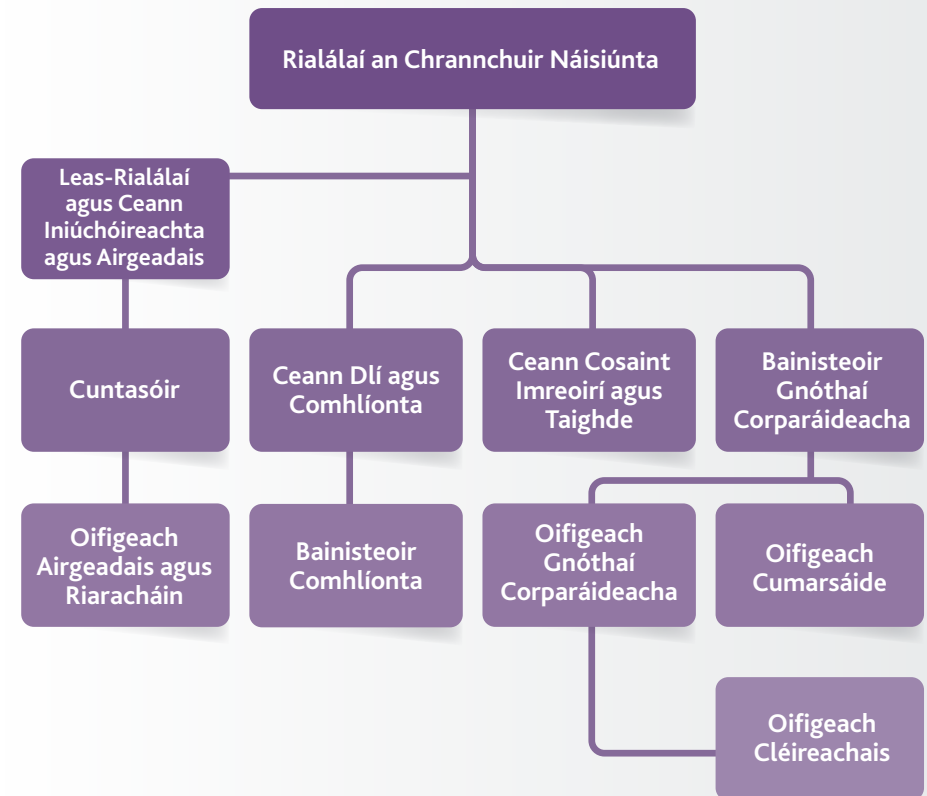 Rialálaí an Chrannchuir Náisiúnta
Leas-Rialálaí
agus Ceann
Iniúchóireachta
agus Airgeadais
Cuntasóir
Ceann Dlí agus
Comhlíonta
Ceann Cosaint
Imreoirí agus
Taighde
Bainisteoir
Gnóthaí
Corparáideacha
Oifigeach
Airgeadais agus
Riaracháin
Bainisteoir
Comhlíonta
Oifigeach
Gnóthaí
Corparáideacha
Oifigeach
Cumarsáide
Oifigeach
Cléireachais